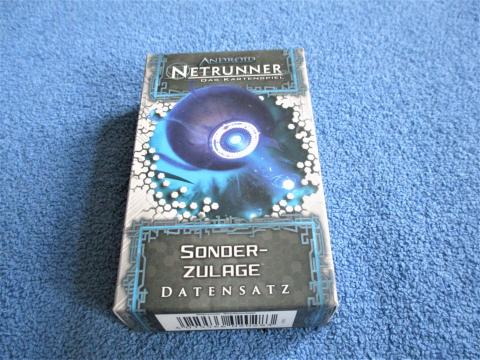 ANDROID
NETRUNNER
DAS KARTENSPIEL
SONDER-
ZULAGE
DATENSATZ